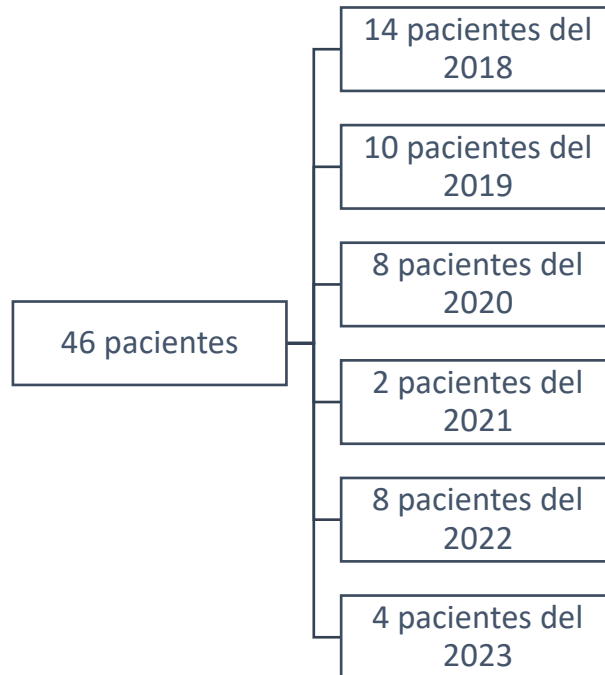 46 pacientes
14 pacientes del
2018
10 pacientes del
2019
8 pacientes del
2020
2 pacientes del
2021
8 pacientes del
2022
4 pacientes del
2023